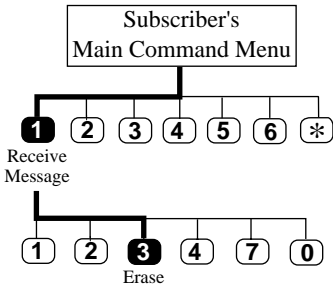 Subscriber's
Main Command Menu
1 2 3 4 5 6 *
Receive
Message
1 2 3 4 7 0
Erase